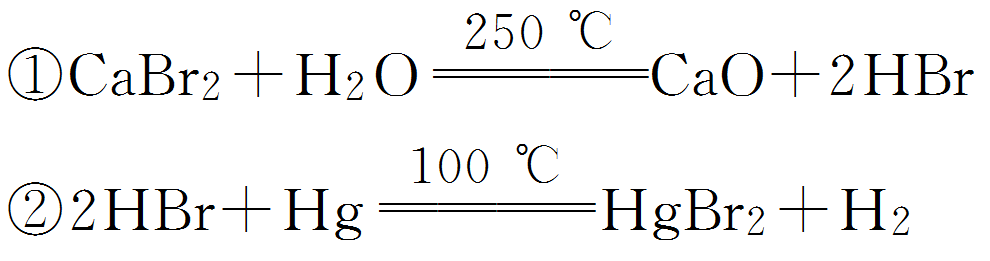 ①CaBr₂+H₂O 250 ℃ ═══ CaO+2HBr
②2HBr+Hg 100 ℃ ═══ HgBr₂+H₂